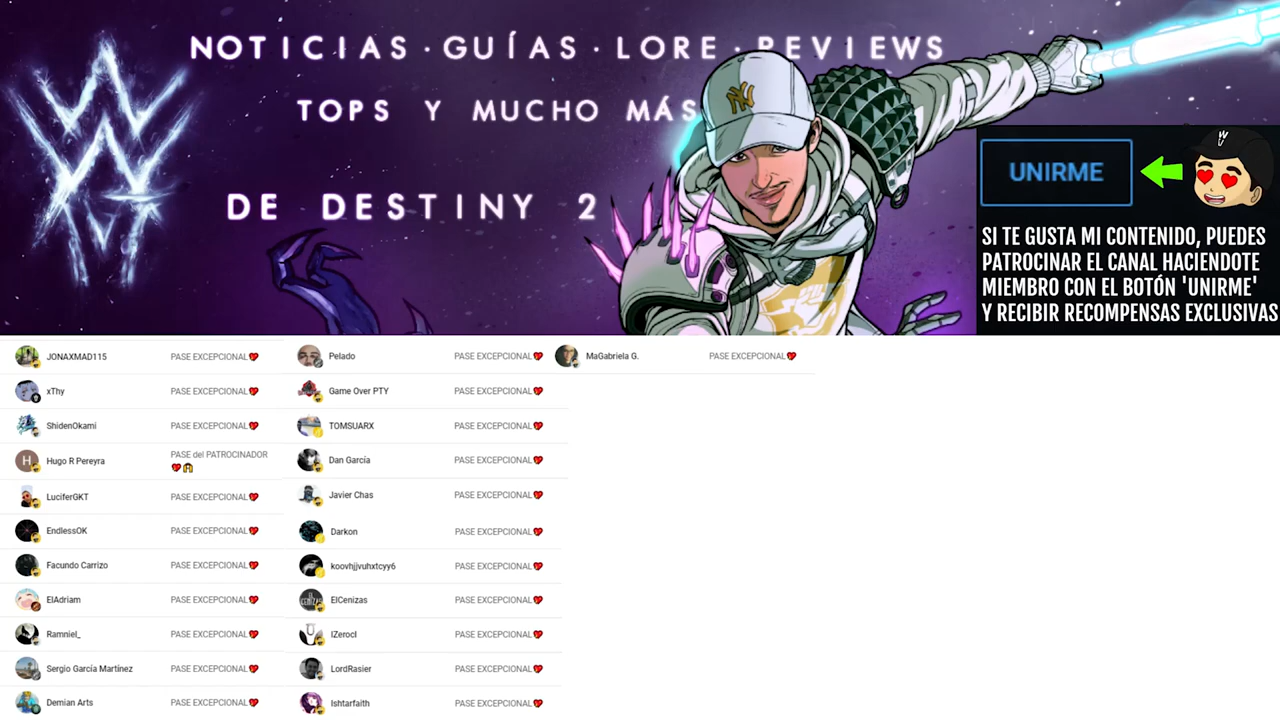 NOTICIAS · GUÍAS · LORE · REVIEWS
TOPS Y MUCHO MÁS
DE DESTINY 2
UNIRME
SI TE GUSTA MI CONTENIDO, PUEDES
PATROCINAR EL CANAL HACIENDOTE
MIEMBRO CON EL BOTÓN 'UNIRME'
Y RECIBIR RECOMPENSAS EXCLUSIVAS
JONAXMAD115 PASE EXCEPCIONAL
xThy PASE EXCEPCIONAL
ShidenOkami PASE EXCEPCIONAL
H Hugo R Pereyra PASE del PATROCINADOR
LuciferGKT PASE EXCEPCIONAL
EndlessOK PASE EXCEPCIONAL
Facundo Carrizo PASE EXCEPCIONAL
ElAdriam PASE EXCEPCIONAL
Ramniel_ PASE EXCEPCIONAL
Sergio García Martínez PASE EXCEPCIONAL
Demian Arts PASE EXCEPCIONAL
Pelado PASE EXCEPCIONAL
Game Over PTY PASE EXCEPCIONAL
TOMSUARX PASE EXCEPCIONAL
Dan García PASE EXCEPCIONAL
Javier Chas PASE EXCEPCIONAL
Darkon PASE EXCEPCIONAL
koovhjjvuhxtcyy6 PASE EXCEPCIONAL
ElCenizas PASE EXCEPCIONAL
IZerocI PASE EXCEPCIONAL
LordRasier PASE EXCEPCIONAL
Ishtarfaith PASE EXCEPCIONAL
MaGabriela G. PASE EXCEPCIONAL